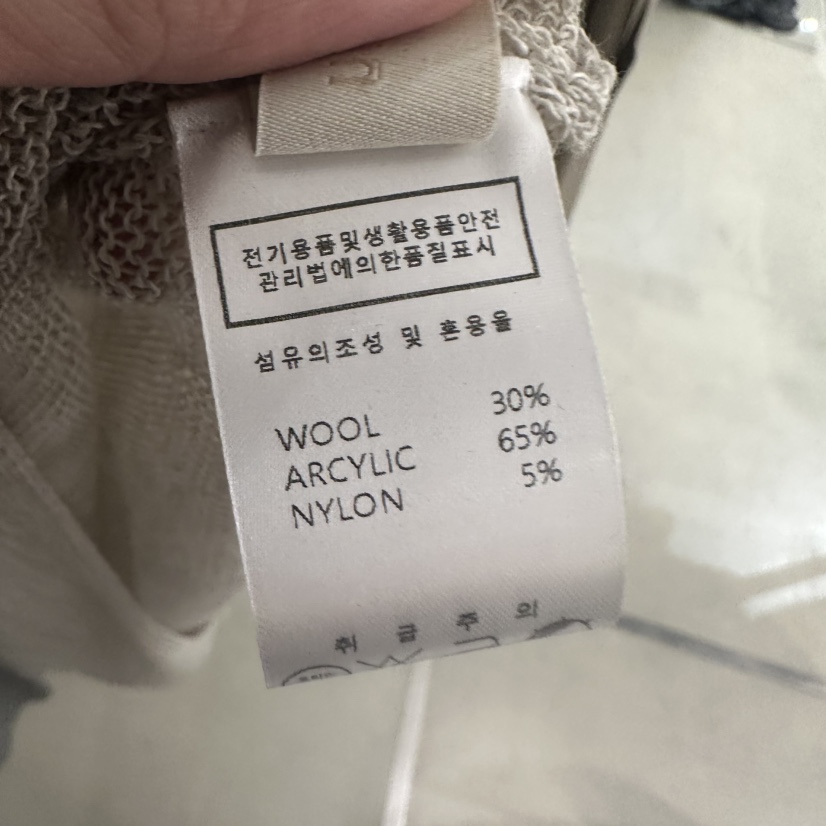 전기용품및생활용품안전
관리법에의한품질표시
섬유의조성 및 혼용율
WOOL 30%
ARCYLIC 65%
NYLON 5%
취 급 주 의